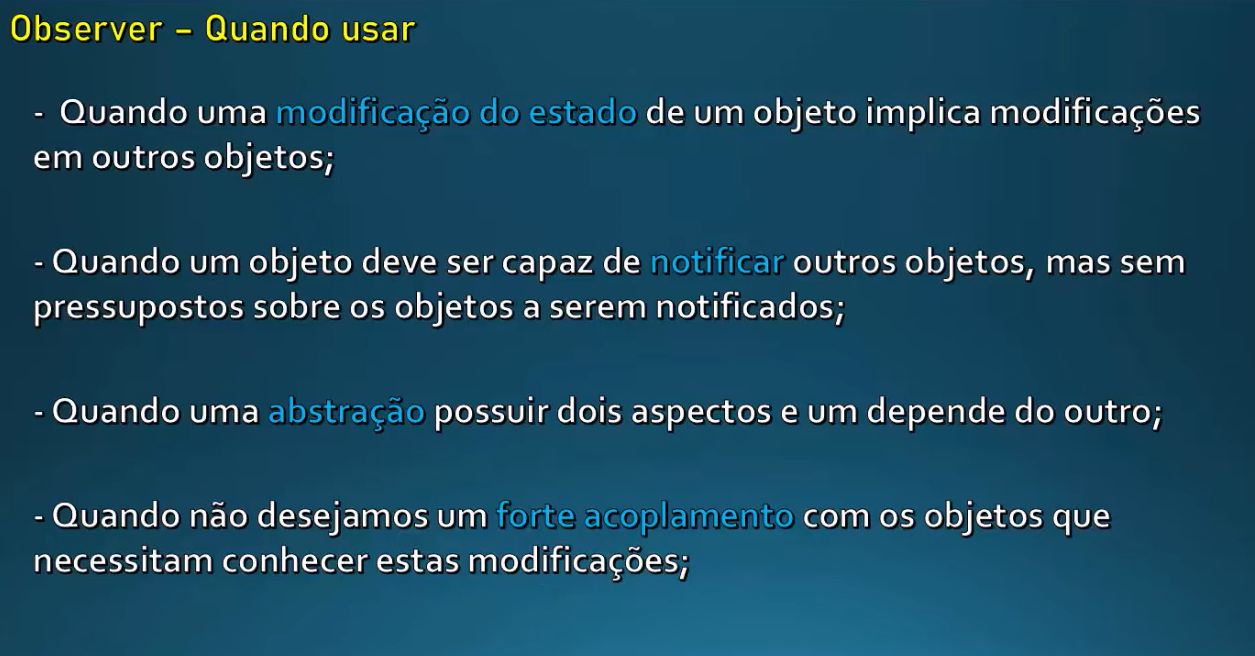 Observer – Quando usar
- Quando uma modificação do estado de um objeto implica modificações
em outros objetos;
- Quando um objeto deve ser capaz de notificar outros objetos, mas sem
pressupostos sobre os objetos a serem notificados;
- Quando uma abstração possuir dois aspectos e um depende do outro;
- Quando não desejamos um forte acoplamento com os objetos que
necessitam conhecer estas modificações;